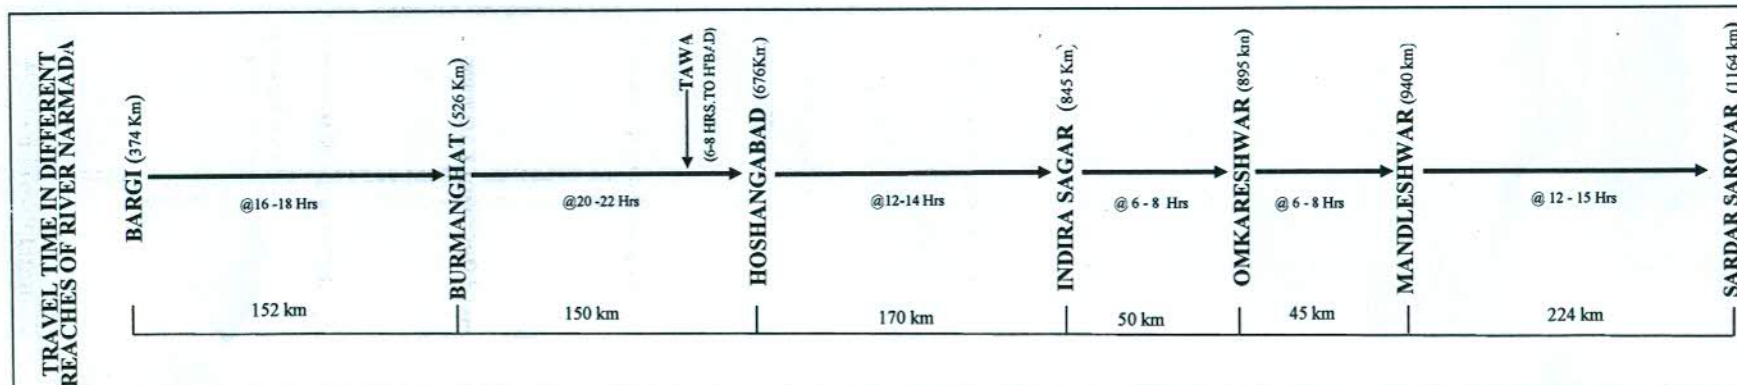 TRAVEL TIME IN DIFFERENT
REACHES OF RIVER NARMADA
BARGI (374 Km)
@16 -18 Hrs
BURMANGHAT (526 Km)
@20 -22 Hrs
TAWA
(6-8 HRS.TO H'BAD)
HOSHANGABAD (676Km)
@12-14 Hrs
INDIRA SAGAR (845 Km)
@ 6 - 8 Hrs
OMKARESHWAR (895 km)
@ 6 - 8 Hrs
MANDLESHWAR (940 km)
@ 12 - 15 Hrs
SARDAR SAROVAR (1164 km)
152 km
150 km
170 km
50 km
45 km
224 km